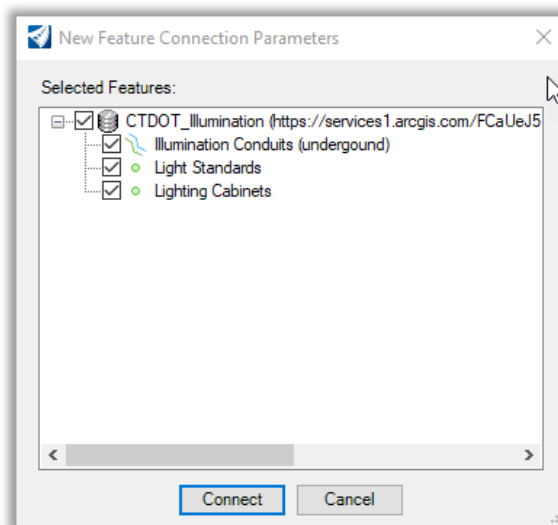 New Feature Connection Parameters
Selected Features:
CTDOT_Illumination (https://services1.arcgis.com/FCaUeJ5
Illumination Conduits (undergound)
Light Standards
Lighting Cabinets
Connect Cancel